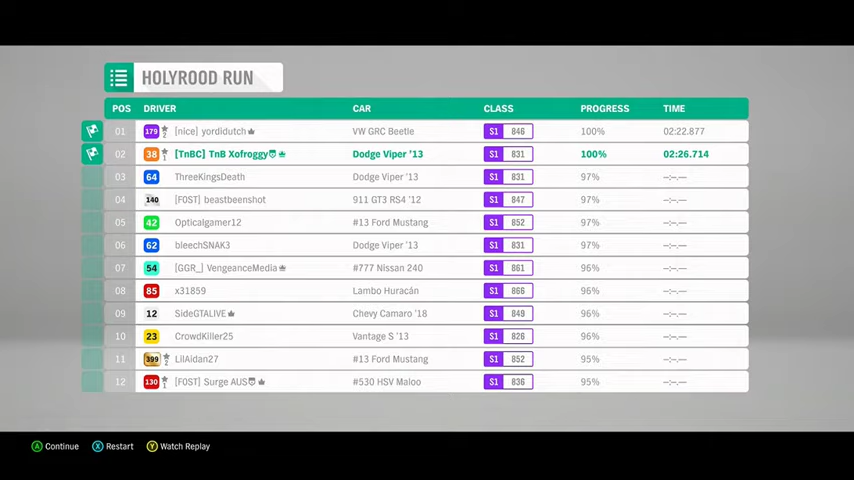 HOLYROOD RUN
POS DRIVER CAR CLASS PROGRESS TIME
01 179 2 [nice] yordidutch VW GRC Beetle S1 846 100% 02:22.877
02 38 1 [TnBC] TnB Xofroggy Dodge Viper '13 S1 831 100% 02:26.714
03 64 ThreeKingsDeath Dodge Viper '13 S1 831 97% --:--.---
04 140 [F0ST] beastbeenshot 911 GT3 RS4 '12 S1 847 97% --:--.---
05 42 Opticalgamer12 #13 Ford Mustang S1 852 97% --:--.---
06 62 bleechSNAK3 Dodge Viper '13 S1 831 97% --:--.---
07 54 [GGR_] VengeanceMedia #777 Nissan 240 S1 861 96% --:--.---
08 85 x31859 Lambo Huracán S1 866 96% --:--.---
09 12 SideGTALIVE Chevy Camaro '18 S1 849 96% --:--.---
10 23 CrowdKiller25 Vantage S '13 S1 826 96% --:--.---
11 399 2 LilAidan27 #13 Ford Mustang S1 852 95% --:--.---
12 130 1 [F0ST] Surge AUS #530 HSV Maloo S1 836 95% --:--.---
A Continue X Restart Y Watch Replay